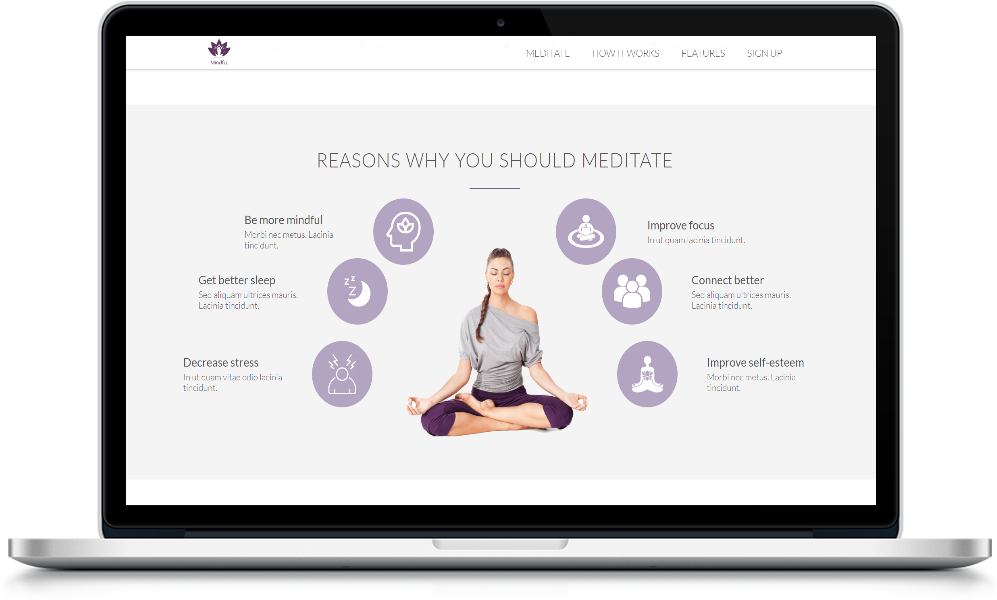 Mindful
MEDITATE HOW IT WORKS FEATURES SIGN UP
REASONS WHY YOU SHOULD MEDITATE
Be more mindful
Morbi nec metus. Lacinia
tincidunt.
Get better sleep
Sed aliquam ultrices mauris.
Lacinia tincidunt.
Decrease stress
In ut quam vitae odio lacinia
tincidunt.
Improve focus
In ut quam lacinia tincidunt.
Connect better
Sed aliquam ultrices mauris.
Lacinia tincidunt.
Improve self-esteem
Morbi nec metus. Lacinia
tincidunt.
z z
Z